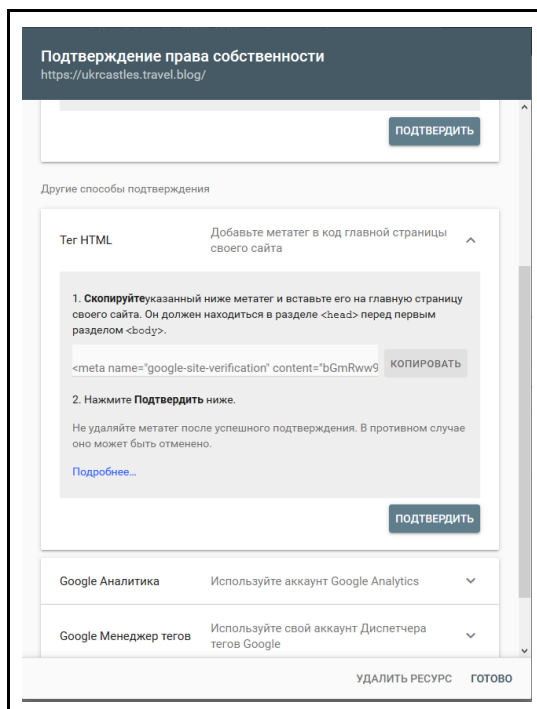 Подтверждение права собственности
https://ukrcastles.travel.blog/
ПОДТВЕРДИТЬ
Другие способы подтверждения
Тег HTML
Добавьте метатег в код главной страницы
своего сайта
1. Скопируйтеуказанный ниже метатег и вставьте его на главную страницу
своего сайта. Он должен находиться в разделе <head> перед первым
разделом <body>.
<meta name="google-site-verification" content="bGmRww9
КОПИРОВАТЬ
2. Нажмите Подтвердить ниже.
Не удаляйте метатег после успешного подтверждения. В противном случае
оно может быть отменено.
Подробнее...
ПОДТВЕРДИТЬ
Google Аналитика
Используйте аккаунт Google Analytics
Google Менеджер тегов
Используйте свой аккаунт Диспетчера
тегов Google
УДАЛИТЬ РЕСУРС
ГОТОВО